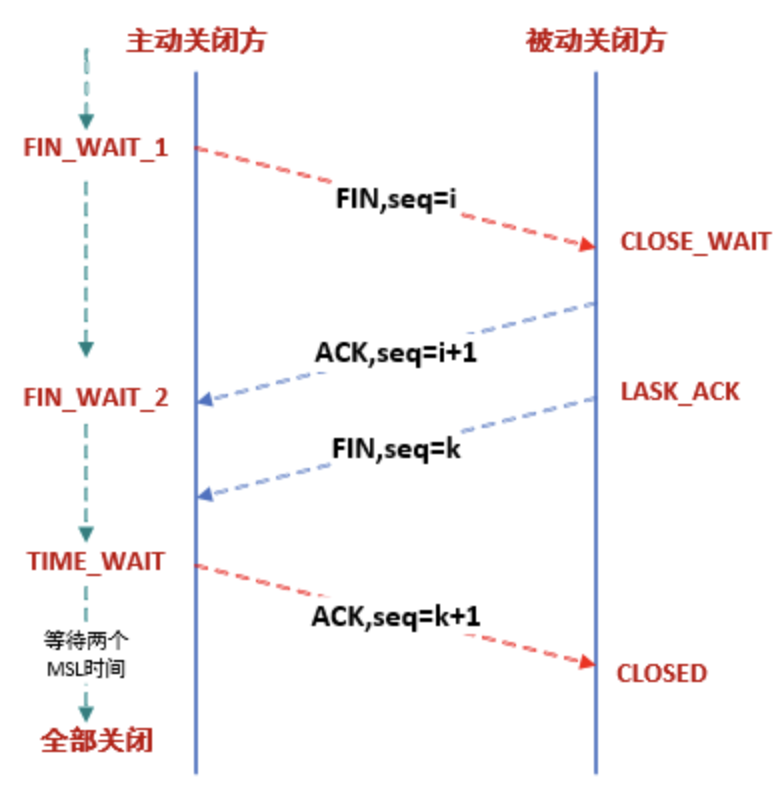 主动关闭方
被动关闭方
FIN_WAIT_1
FIN,seq=i
CLOSE_WAIT
ACK,seq=i+1
FIN_WAIT_2
LASK_ACK
FIN,seq=k
TIME_WAIT
ACK,seq=k+1
等待两个
MSL时间
CLOSED
全部关闭